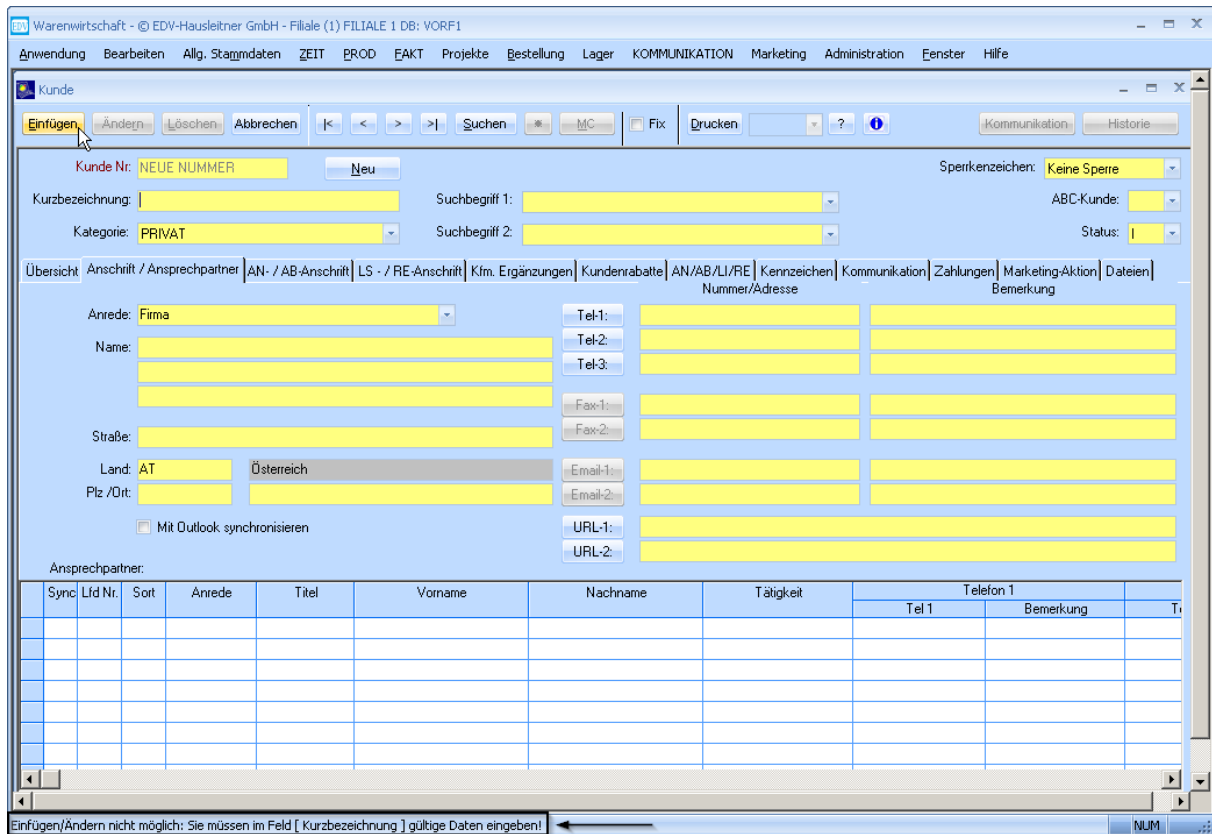 EDV Warenwirtschaft - © EDV-Hausleitner GmbH - Filiale (1) FILIALE 1 DB: VORF1
Anwendung Bearbeiten Allg. Stammdaten ZEIT PROD FAKT Projekte Bestellung Lager KOMMUNIKATION Marketing Administration Fenster Hilfe
Kunde
Einfügen Ändern Löschen Abbrechen |< < > >| Suchen * MC Fix Drucken ? i Kommunikation Historie
Kunde Nr: NEUE NUMMER Neu Sperrkenzeichen: Keine Sperre
Kurzbezeichnung: Suchbegriff 1: ABC-Kunde:
Kategorie: PRIVAT Suchbegriff 2: Status: |
Übersicht Anschrift / Ansprechpartner AN- / AB-Anschrift LS - / RE-Anschrift Kfm. Ergänzungen Kundenrabatte AN/AB/LI/RE Kennzeichen Kommunikation Zahlungen Marketing-Aktion Dateien
Nummer/Adresse Bemerkung
Anrede: Firma Tel-1:
Name: Tel-2:
Tel-3:
Fax-1:
Straße: Fax-2:
Land: AT Österreich Email-1:
Plz /Ort: Email-2:
Mit Outlook synchronisieren URL-1:
URL-2:
Ansprechpartner:
Sync Lfd Nr. Sort Anrede Titel Vorname Nachname Tätigkeit Telefon 1
Tel 1 Bemerkung
Einfügen/Ändern nicht möglich: Sie müssen im Feld [ Kurzbezeichnung ] gültige Daten eingeben! NUM